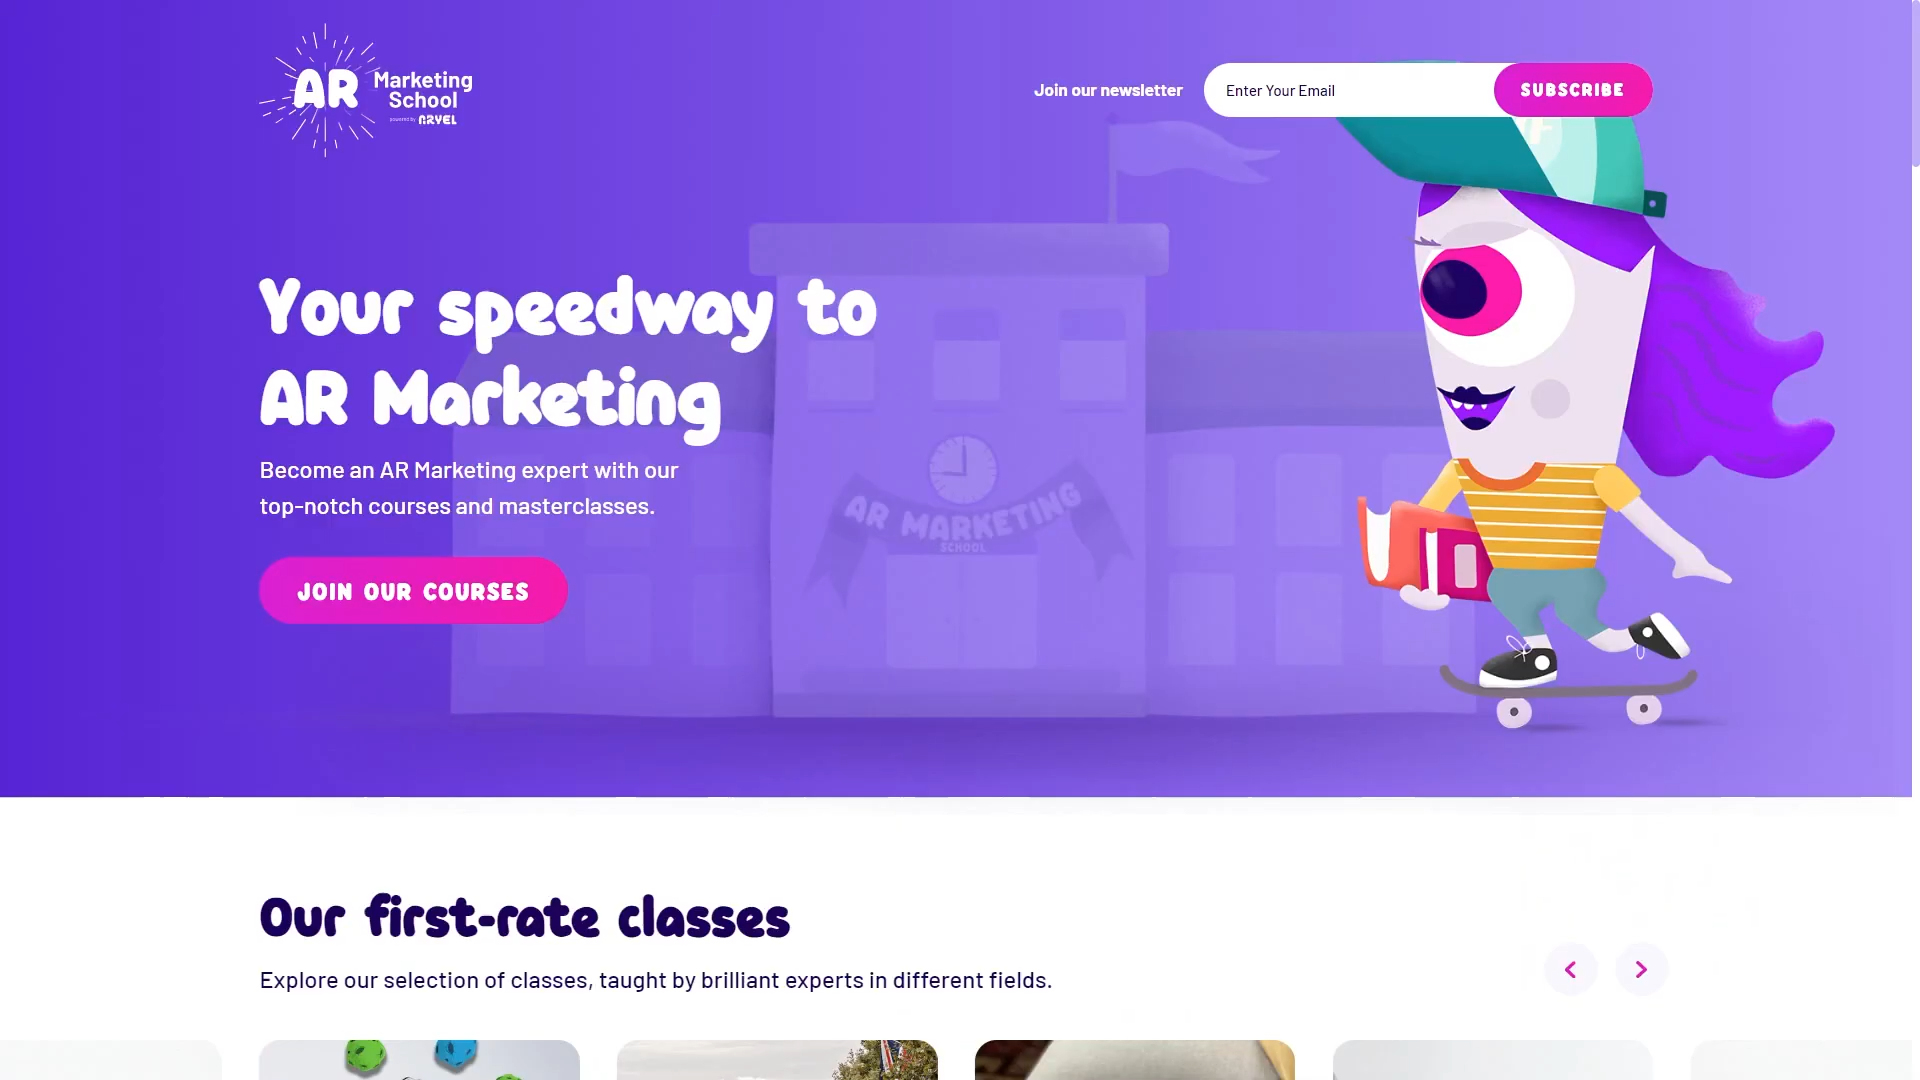 AR Marketing
School
powered by ARYEL
Join our newsletter
Enter Your Email
SUBSCRIBE
Your speedway to
AR Marketing
Become an AR Marketing expert with our
top-notch courses and masterclasses.
JOIN OUR COURSES
AR MARKETING
SCHOOL
Our first-rate classes
Explore our selection of classes, taught by brilliant experts in different fields.